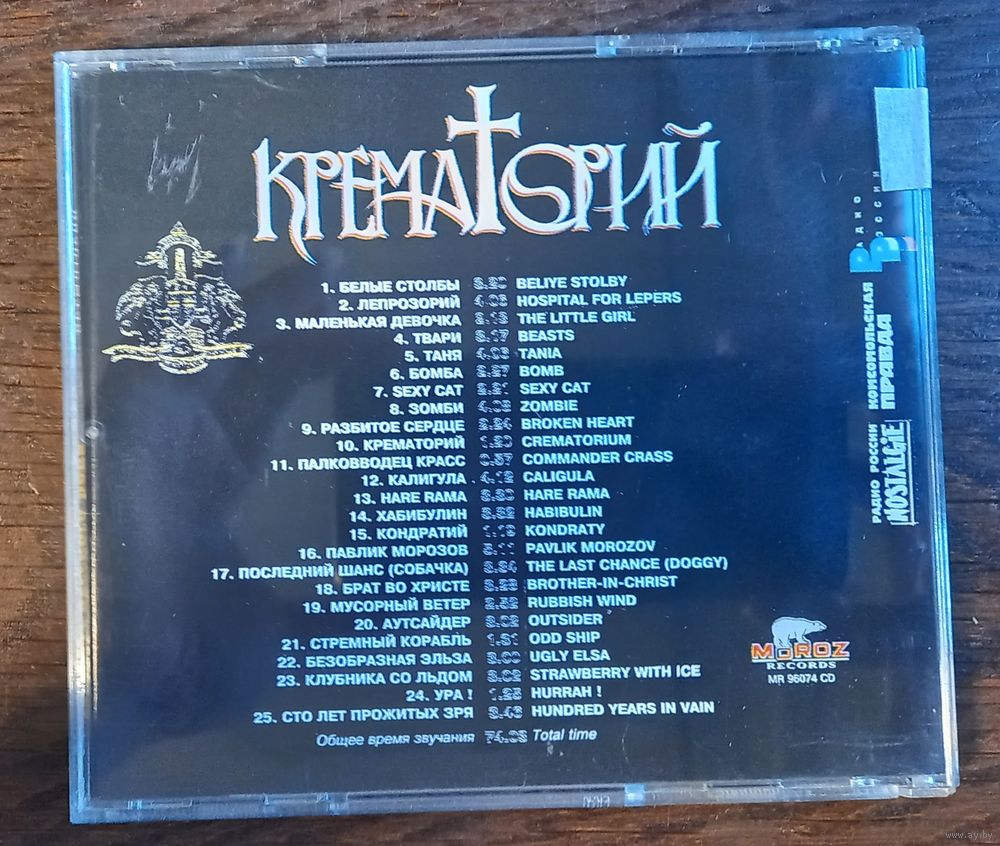 КРЕМАТОРИЙ
1. БЕЛЫЕ СТОЛБЫ BELIYE STOLBY
2. ЛЕПРОЗОРИЙ HOSPITAL FOR LEPERS
3. МАЛЕНЬКАЯ ДЕВОЧКА THE LITTLE GIRL
4. ТВАРИ BEASTS
5. ТАНЯ TANIA
6. БОМБА BOMB
7. SEXY CAT SEXY CAT
8. ЗОМБИ ZOMBIE
9. РАЗБИТОЕ СЕРДЦЕ BROKEN HEART
10. КРЕМАТОРИЙ CREMATORIUM
11. ПАЛКОВВОДЕЦ КРАСС COMMANDER CRASS
12. КАЛИГУЛА CALIGULA
13. HARE RAMA HARE RAMA
14. ХАБИБУЛИН HABIBULIN
15. КОНДРАТИЙ KONDRATY
16. ПАВЛИК МОРОЗОВ PAVLIK MOROZOV
17. ПОСЛЕДНИЙ ШАНС (СОБАЧКА) THE LAST CHANCE (DOGGY)
18. БРАТ ВО ХРИСТЕ BROTHER-IN-CHRIST
19. МУСОРНЫЙ ВЕТЕР RUBBISH WIND
20. АУТСАЙДЕР OUTSIDER
21. СТРЕМНЫЙ КОРАБЛЬ ODD SHIP
22. БЕЗОБРАЗНАЯ ЭЛЬЗА UGLY ELSA
23. КЛУБНИКА СО ЛЬДОМ STRAWBERRY WITH ICE
24. УРА ! HURRAH !
25. СТО ЛЕТ ПРОЖИТЫХ ЗРЯ HUNDRED YEARS IN VAIN
Общее время звучания Total time
РАДИО РОССИИ
КОМСОМОЛЬСКАЯ
ПРАВДА
РАДИО РОССИИ
NOSTALGIE
MOROZ
RECORDS
MR 96074 CD
www.ay.by